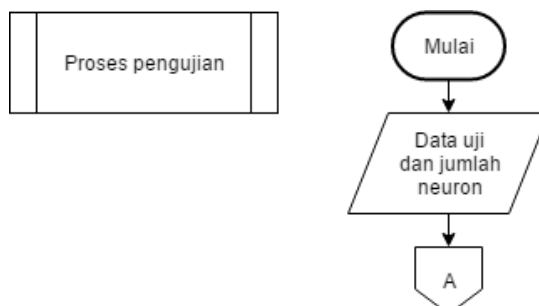 Proses pengujian
Mulai
Data uji
dan jumlah
neuron
A